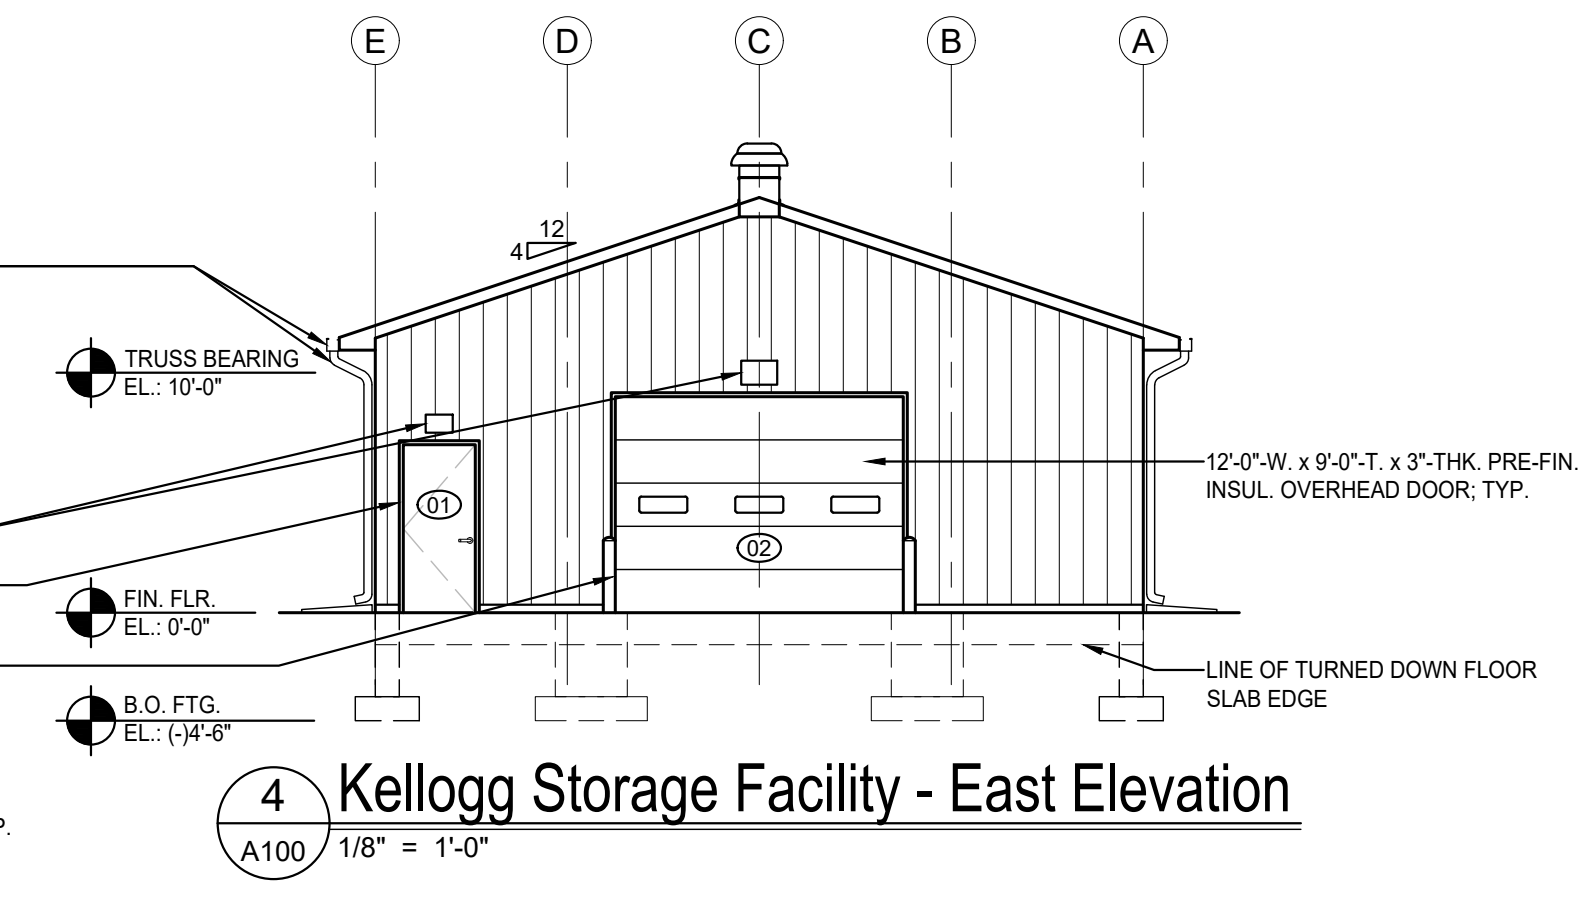 E D C B A
12
4
TRUSS BEARING
EL.: 10'-0"
12'-0"-W. x 9'-0"-T. x 3"-THK. PRE-FIN.
INSUL. OVERHEAD DOOR; TYP.
01
02
FIN. FLR.
EL.: 0'-0"
LINE OF TURNED DOWN FLOOR
SLAB EDGE
B.O. FTG.
EL.: (-)4'-6"
4
Kellogg Storage Facility - East Elevation
A100
1/8" = 1'-0"
P.